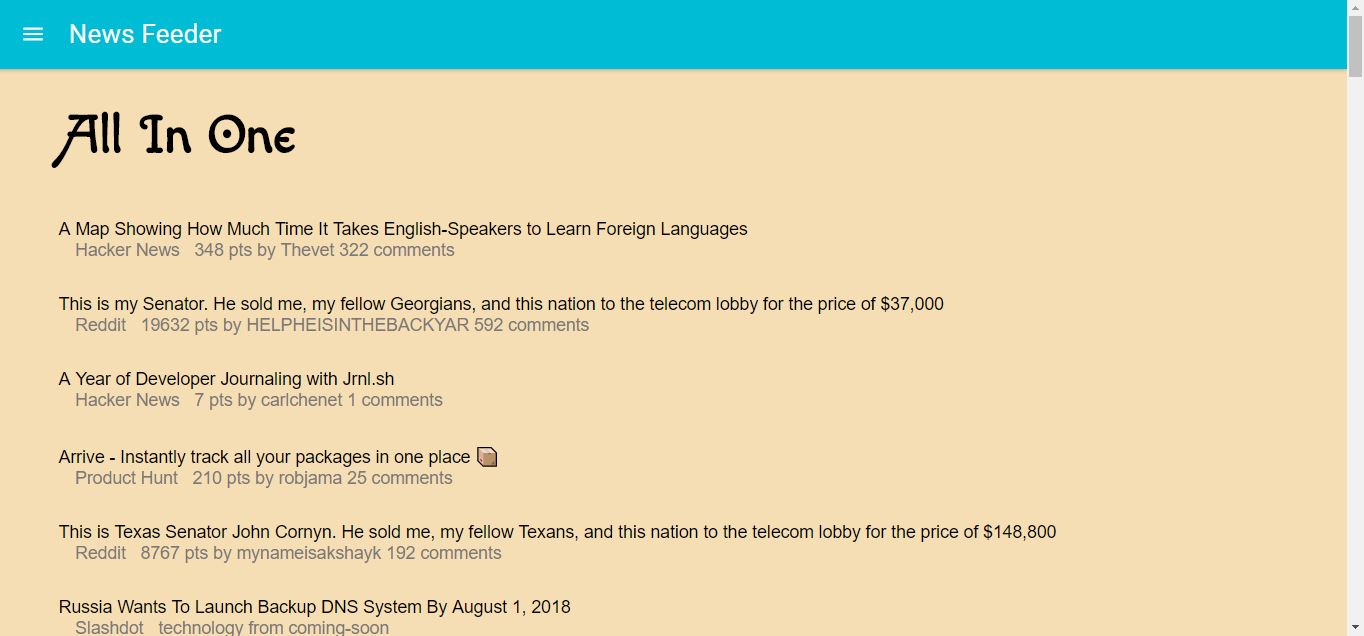 News Feeder
All In One
A Map Showing How Much Time It Takes English-Speakers to Learn Foreign Languages
Hacker News 348 pts by Thevet 322 comments
This is my Senator. He sold me, my fellow Georgians, and this nation to the telecom lobby for the price of $37,000
Reddit 19632 pts by HELPHEISINTHEBACKYAR 592 comments
A Year of Developer Journaling with Jrnl.sh
Hacker News 7 pts by carlchenet 1 comments
Arrive - Instantly track all your packages in one place 📦
Product Hunt 210 pts by robjama 25 comments
This is Texas Senator John Cornyn. He sold me, my fellow Texans, and this nation to the telecom lobby for the price of $148,800
Reddit 8767 pts by mynameisakshayk 192 comments
Russia Wants To Launch Backup DNS System By August 1, 2018
Slashdot technology from coming-soon